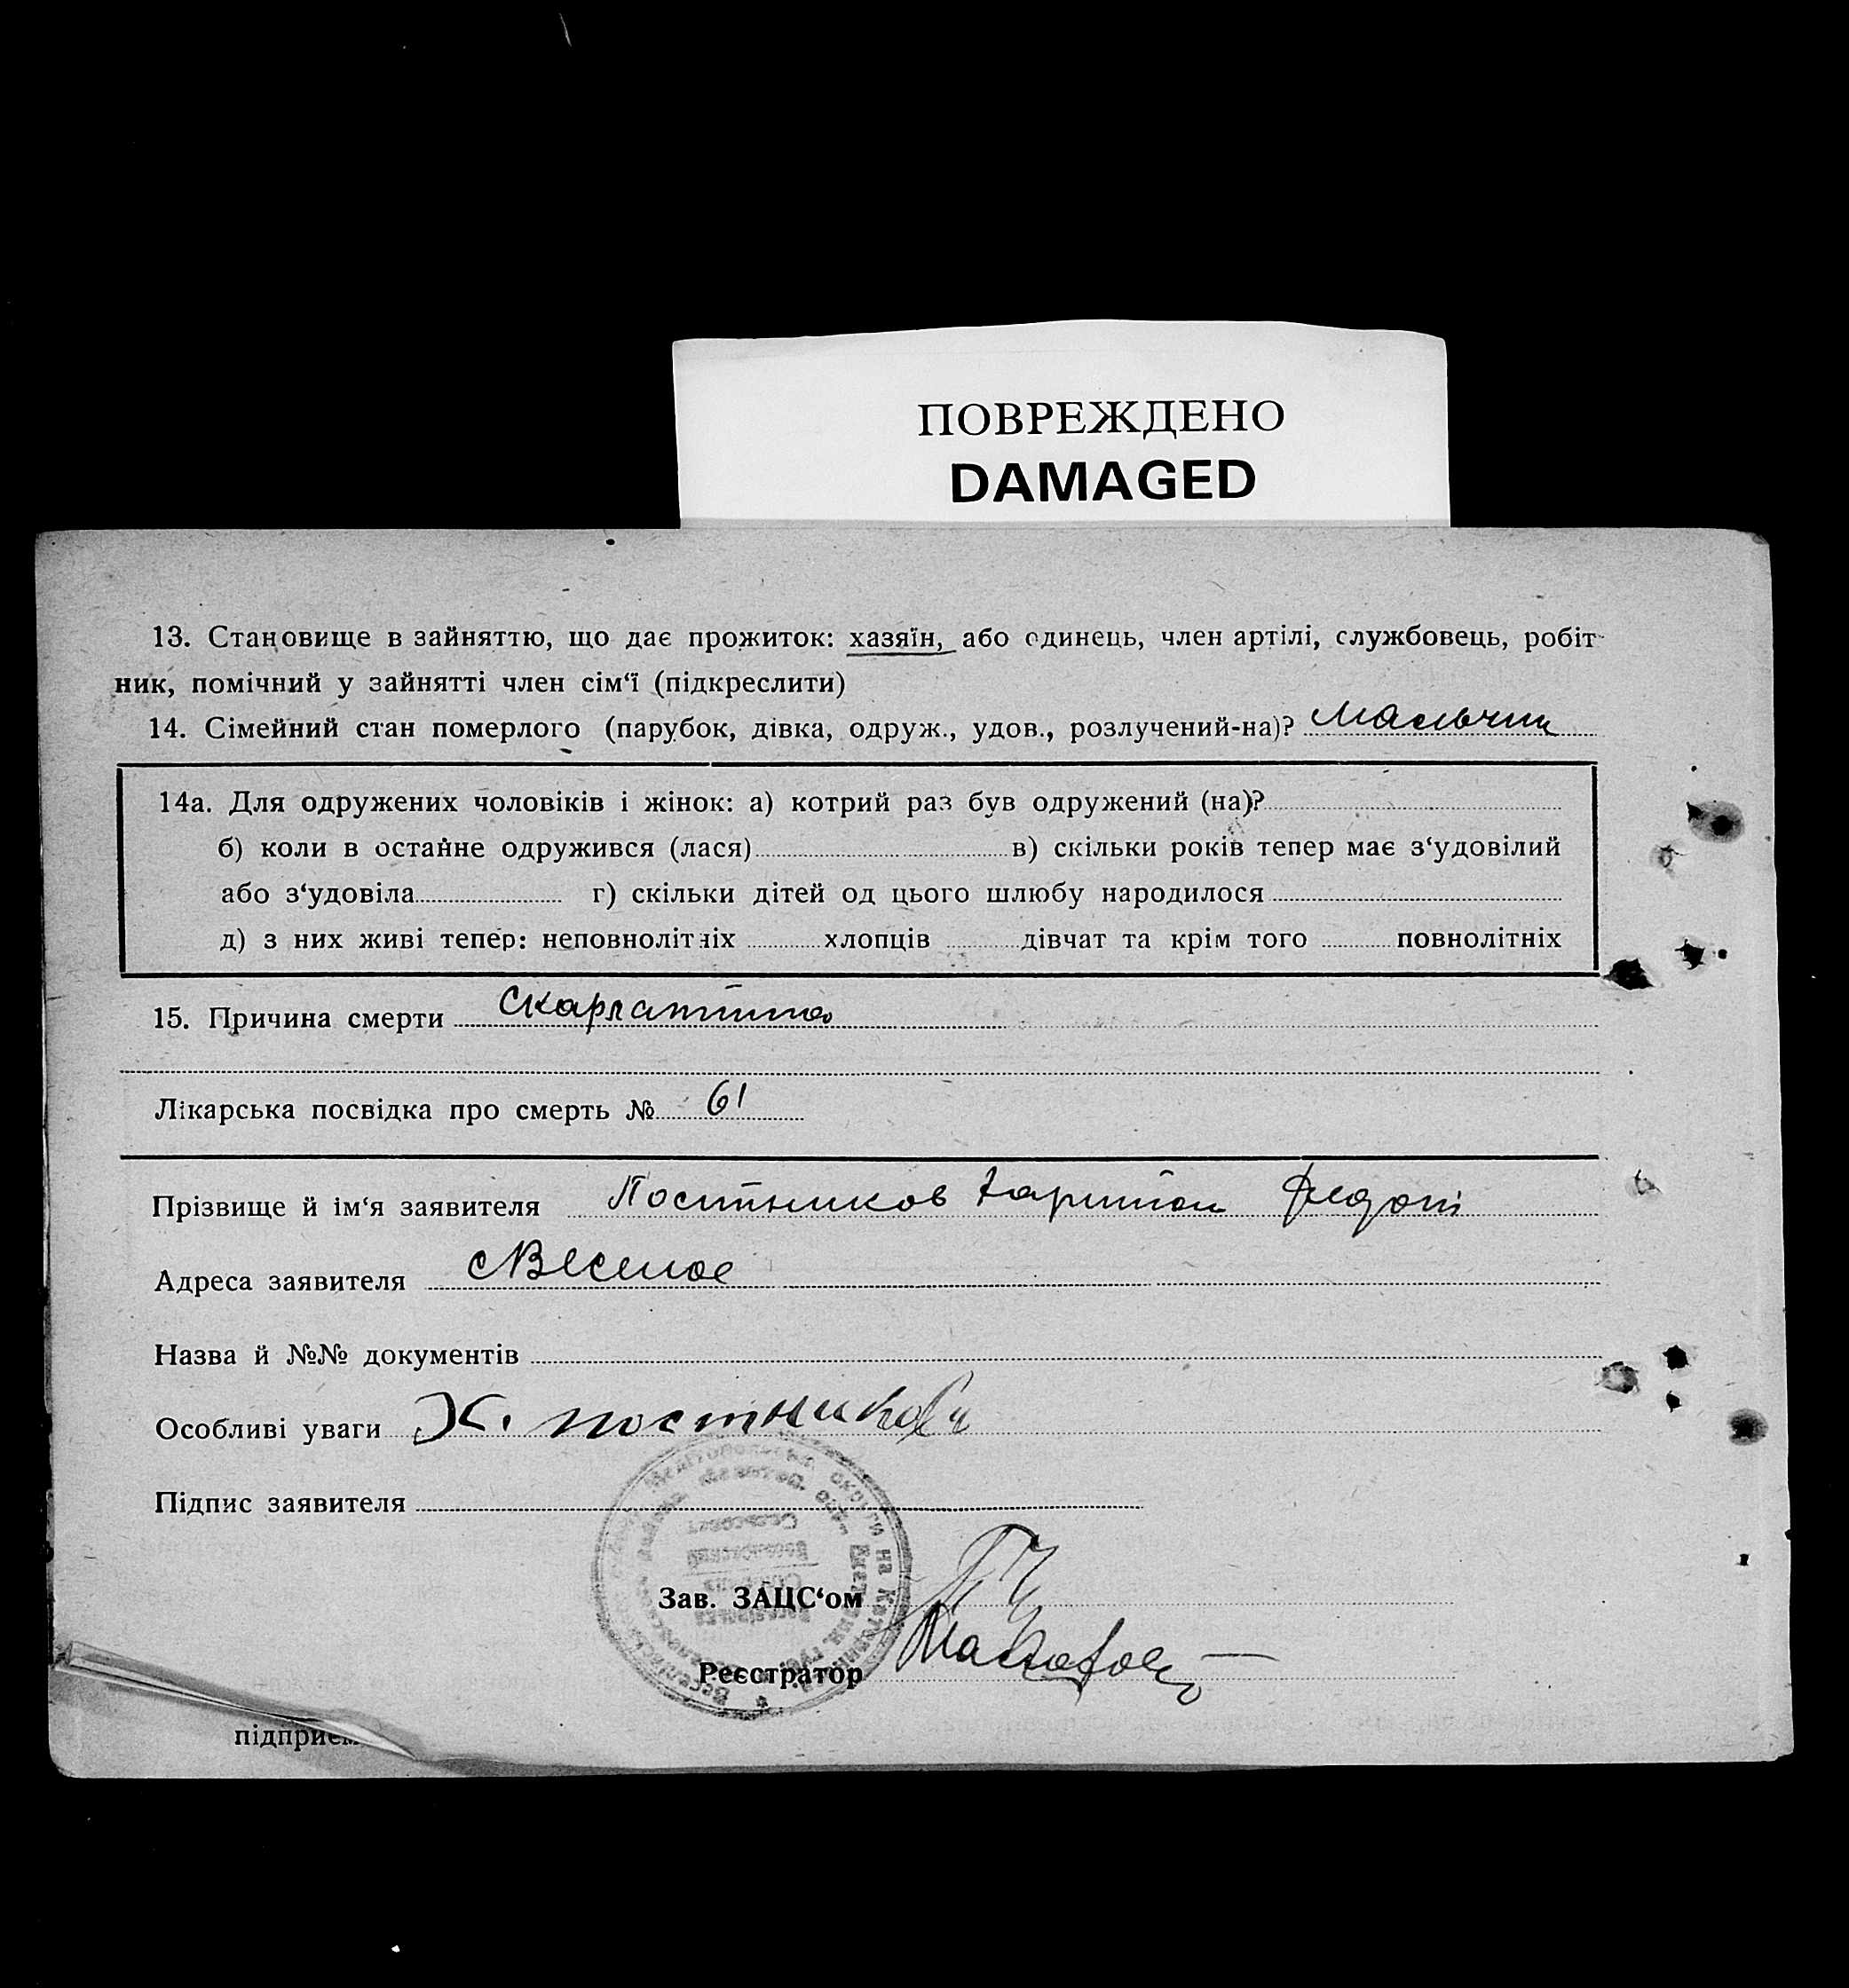 ПОВРЕЖДЕНО
DAMAGED
13. Становище в зайняттю, що дає прожиток: хазяїн, або одинець, член артілі, службовець, робіт-
ник, помічний у зайнятті член сім‘ї (підкреслити)
14. Сімейний стан померлого (парубок, дівка, одруж., удов., розлучений-на)? Мальчик
14а. Для одружених чоловіків і жінок: а) котрий раз був одружений (на)?
б) коли в останнє одружився (лася) в) скільки років тепер має з‘удовілий
або з‘удовіла г) скільки дітей од цього шлюбу народилося
д) з них живі тепер: неповнолітніх хлопців дівчат та крім того повнолітніх
15. Причина смерти Скарлатина
Лікарська посвідка про смерть № 61
Прізвище й ім‘я заявителя Постников Харитон Федот
Адреса заявителя с Веселое
Назва й №№ документів
Особливі уваги Х. постников
Підпис заявителя
Зав. ЗАЦС‘ом
Реєстратор
підприєм